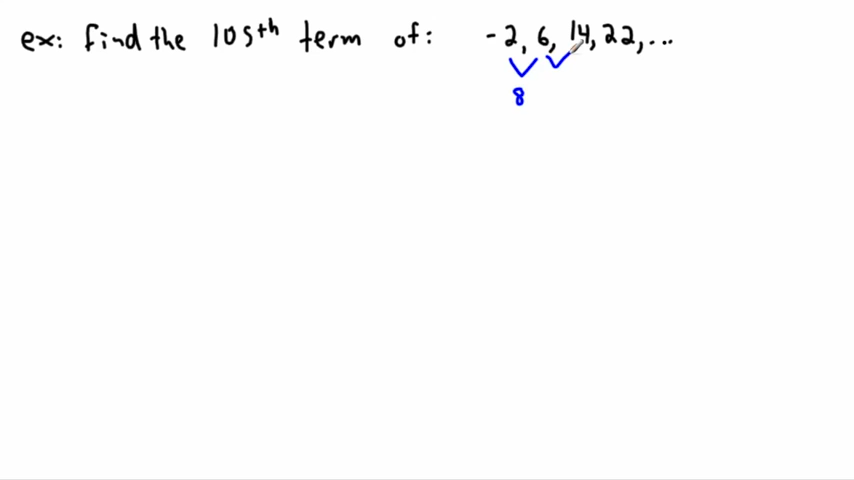 ex: find the 105th term of: -2, 6, 14, 22, ...
8